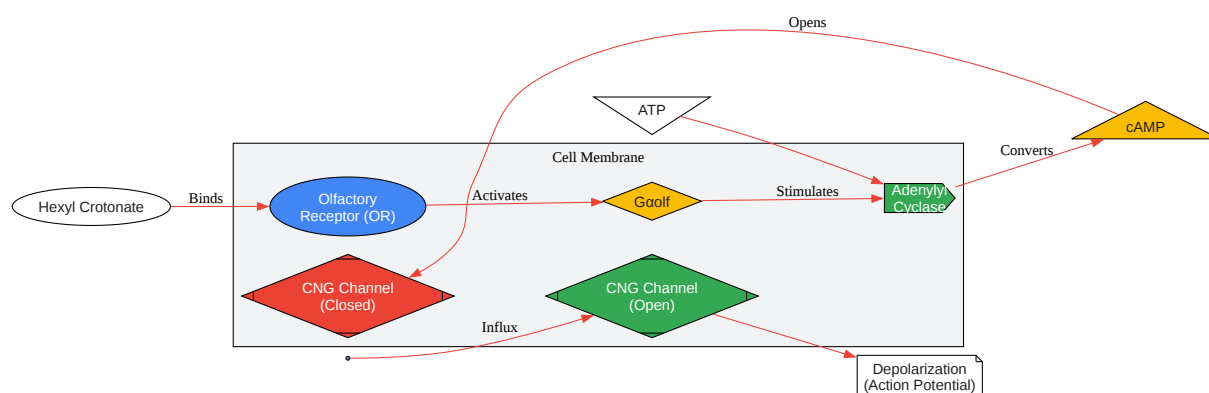 Opens
ATP
cAMP
Converts
Cell Membrane
Hexyl Crotonate
Binds
Olfactory
Receptor (OR)
Activates
Gαolf
Stimulates
Adenylyl
Cyclase
CNG Channel
(Closed)
CNG Channel
(Open)
Influx
Depolarization
(Action Potential)